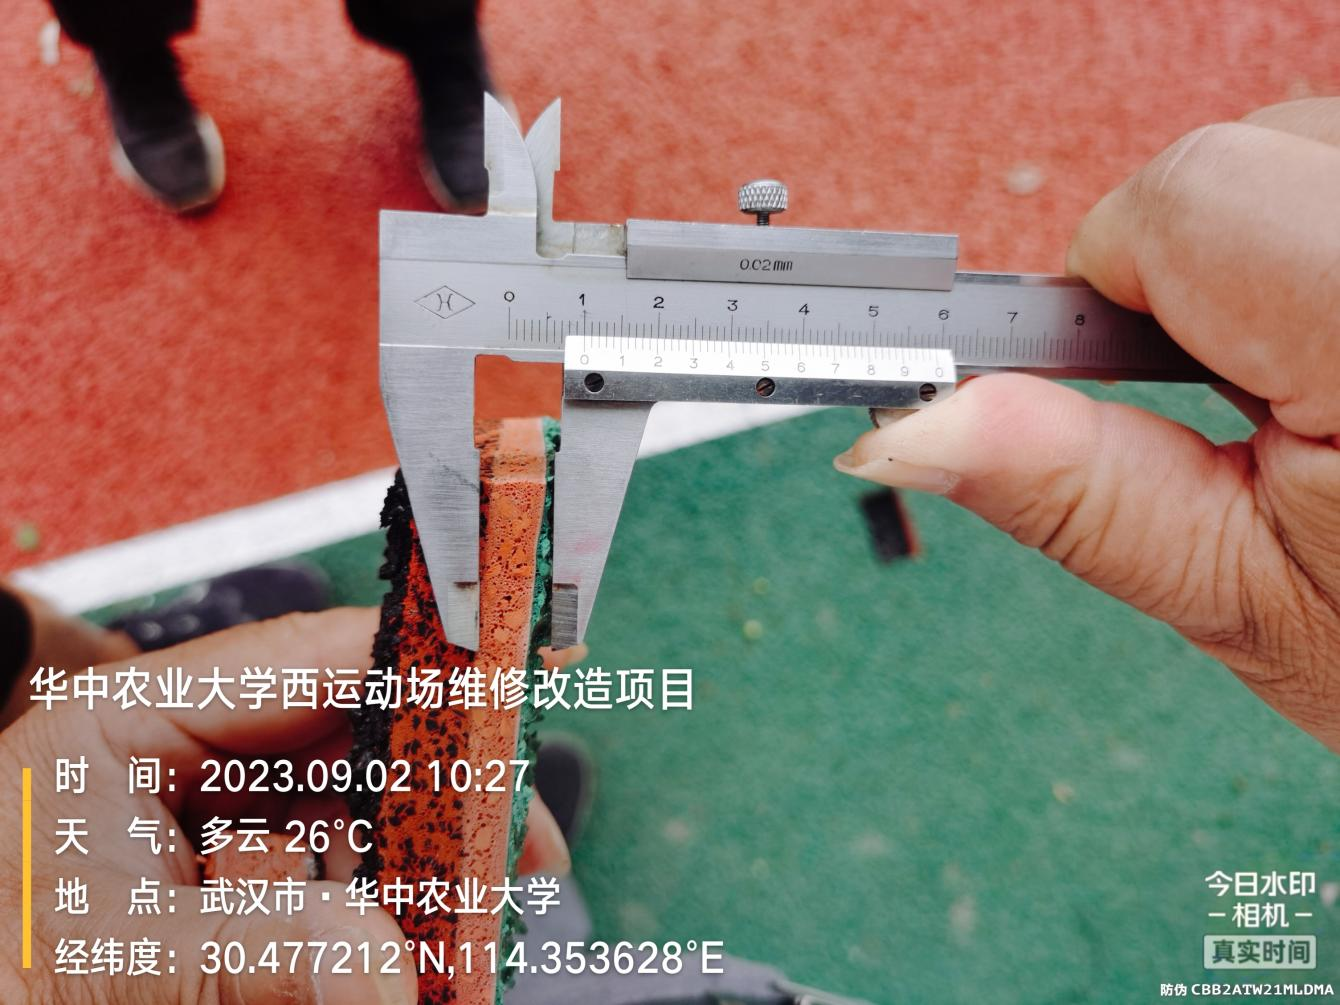 0.02mm
0 1 2 3 4 5 6 7 8
0 1 2 3 4 5 6 7 8 9 0
华中农业大学西运动场维修改造项目
时 间：2023.09.02 10:27
天 气：多云 26°C
地 点：武汉市·华中农业大学
经纬度：30.477212°N,114.353628°E
今日水印
相机
真实时间
防伪 CBB2ATW21MLDMA